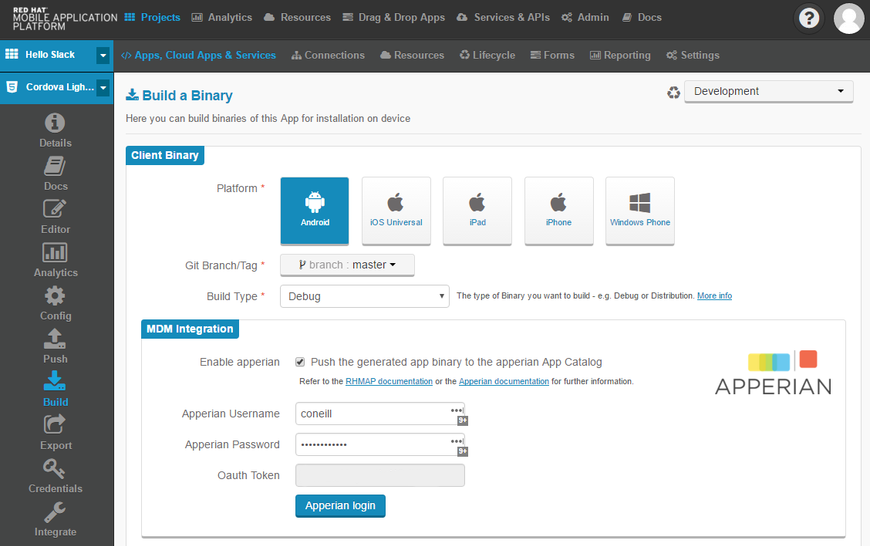 RED HAT
MOBILE APPLICATION
PLATFORM
Projects Analytics Resources Drag & Drop Apps Services & APIs Admin Docs
?
Hello Slack
</> Apps, Cloud Apps & Services Connections Resources Lifecycle Forms Reporting Settings
Cordova Ligh...
Details
Docs
Editor
Analytics
Config
Push
Build
Export
Credentials
Integrate
Build a Binary
Development
Here you can build binaries of this App for installation on device
Client Binary
Platform *
Android
iOS Universal
iPad
iPhone
Windows Phone
Git Branch/Tag * branch : master
Build Type * Debug The type of Binary you want to build - e.g. Debug or Distribution. More info
MDM Integration
Enable apperian Push the generated app binary to the apperian App Catalog
Refer to the RHMAP documentation or the Apperian documentation for further information.
APPERIAN
Apperian Username coneill
9+
Apperian Password ••••••••••••
9+
Oauth Token
Apperian login